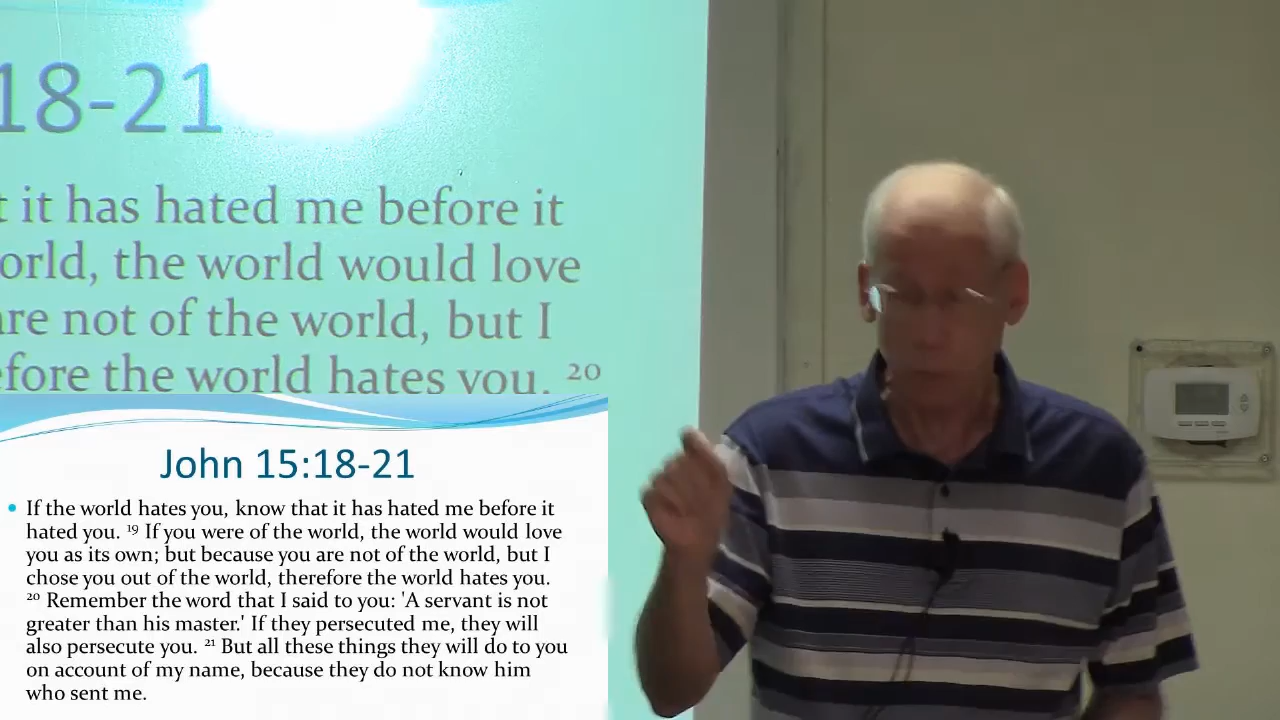 18-21
it has hated me before it
world, the world would love
are not of the world, but I
efore the world hates you. 20
John 15:18-21
• If the world hates you, know that it has hated me before it
hated you. 19 If you were of the world, the world would love
you as its own; but because you are not of the world, but I
chose you out of the world, therefore the world hates you.
20 Remember the word that I said to you: 'A servant is not
greater than his master.' If they persecuted me, they will
also persecute you. 21 But all these things they will do to you
on account of my name, because they do not know him
who sent me.